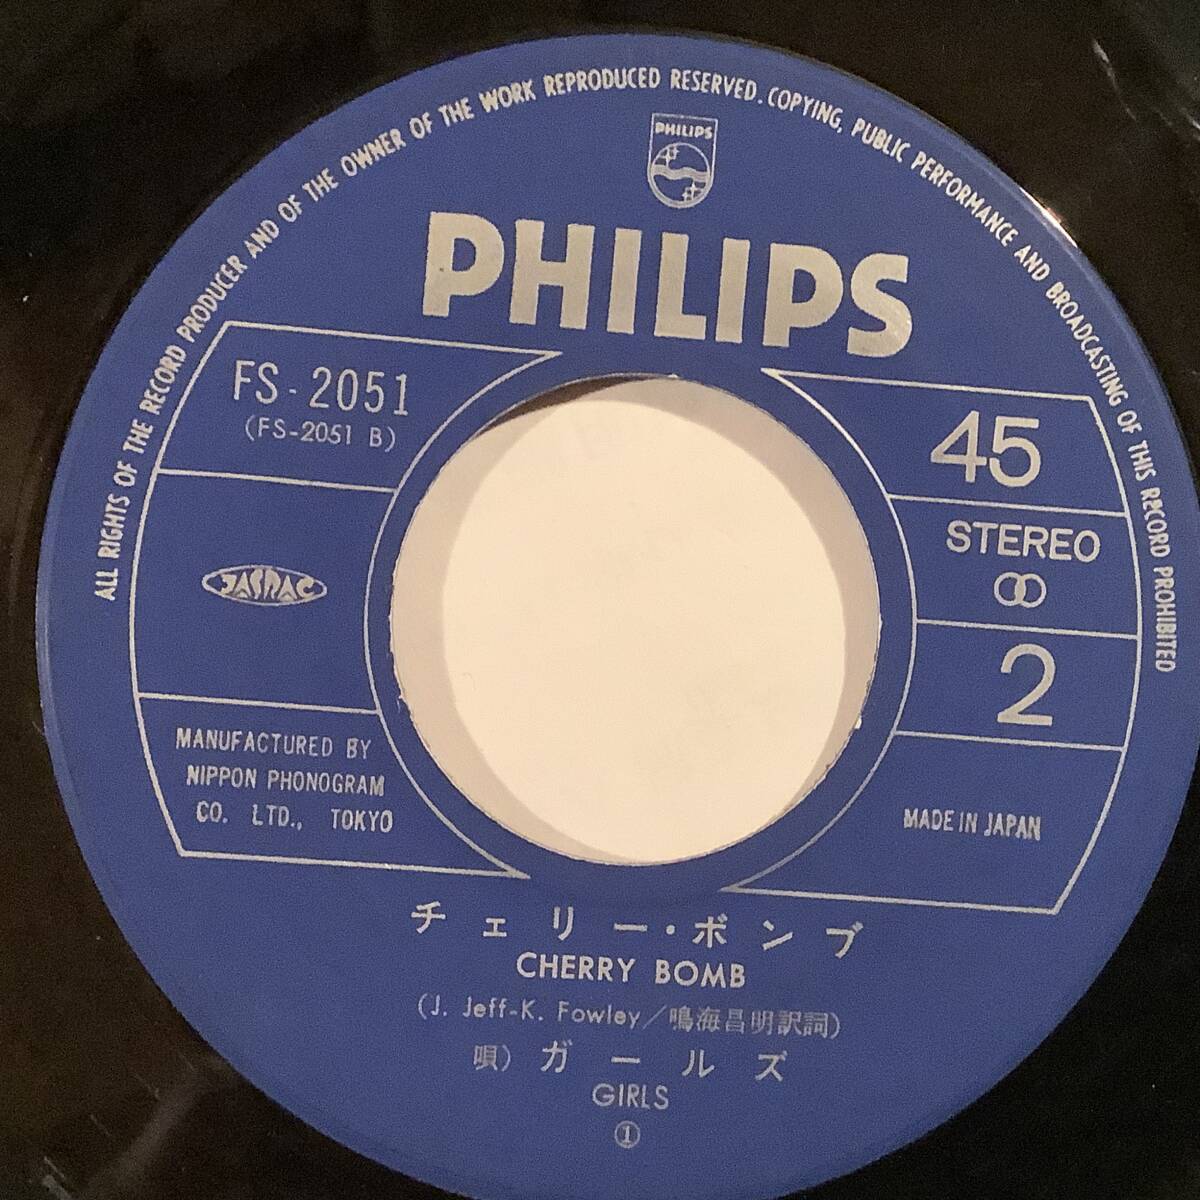 ALL RIGHTS OF THE RECORD PRODUCER AND OF THE OWNER OF THE WORK REPRODUCED RESERVED. COPYING, PUBLIC PERFORMANCE AND BROADCASTING OF THIS RECORD PROHIBITED
PHILIPS
PHILIPS
FS-2051
(FS-2051 B)
JASRAC
MANUFACTURED BY
NIPPON PHONOGRAM
CO. LTD., TOKYO
45
STEREO
2
MADE IN JAPAN
チェリー・ボンブ
CHERRY BOMB
(J. Jeff-K. Fowley/鳴海昌明訳詞)
唄)ガールズ
GIRLS
①